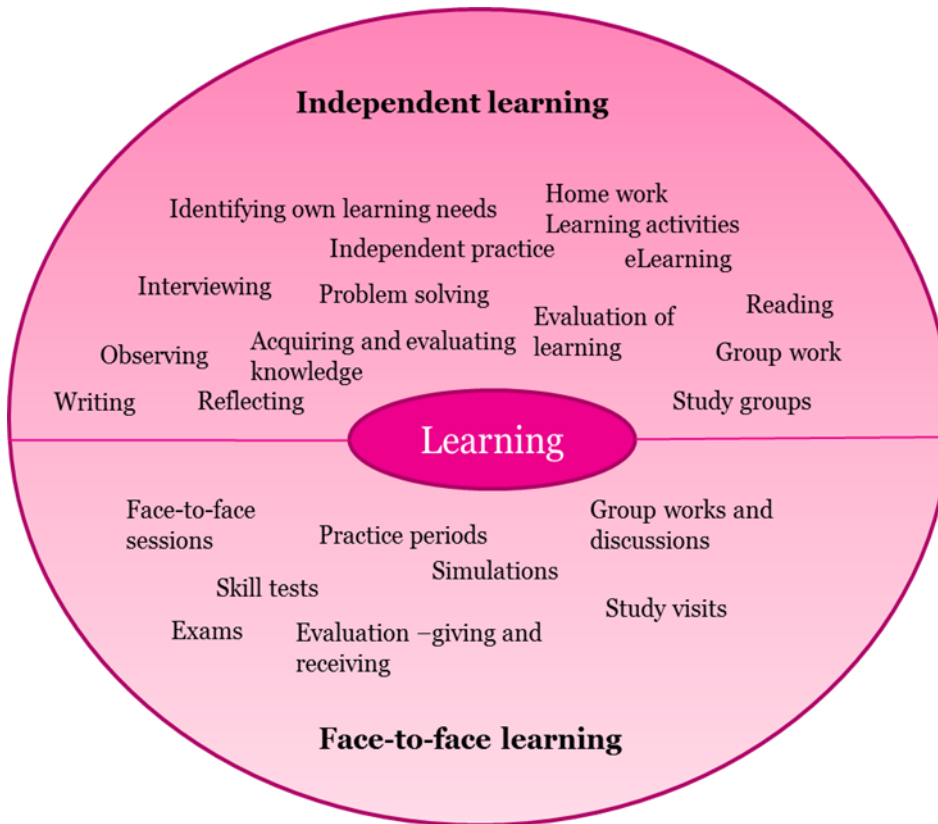 Independent learning
Identifying own learning needs
Home work
Learning activities
Independent practice
eLearning
Interviewing
Problem solving
Reading
Evaluation of
learning
Observing
Acquiring and evaluating
knowledge
Group work
Writing
Reflecting
Study groups
Learning
Face-to-face
sessions
Practice periods
Group works and
discussions
Simulations
Skill tests
Study visits
Exams
Evaluation –giving and
receiving
Face-to-face learning